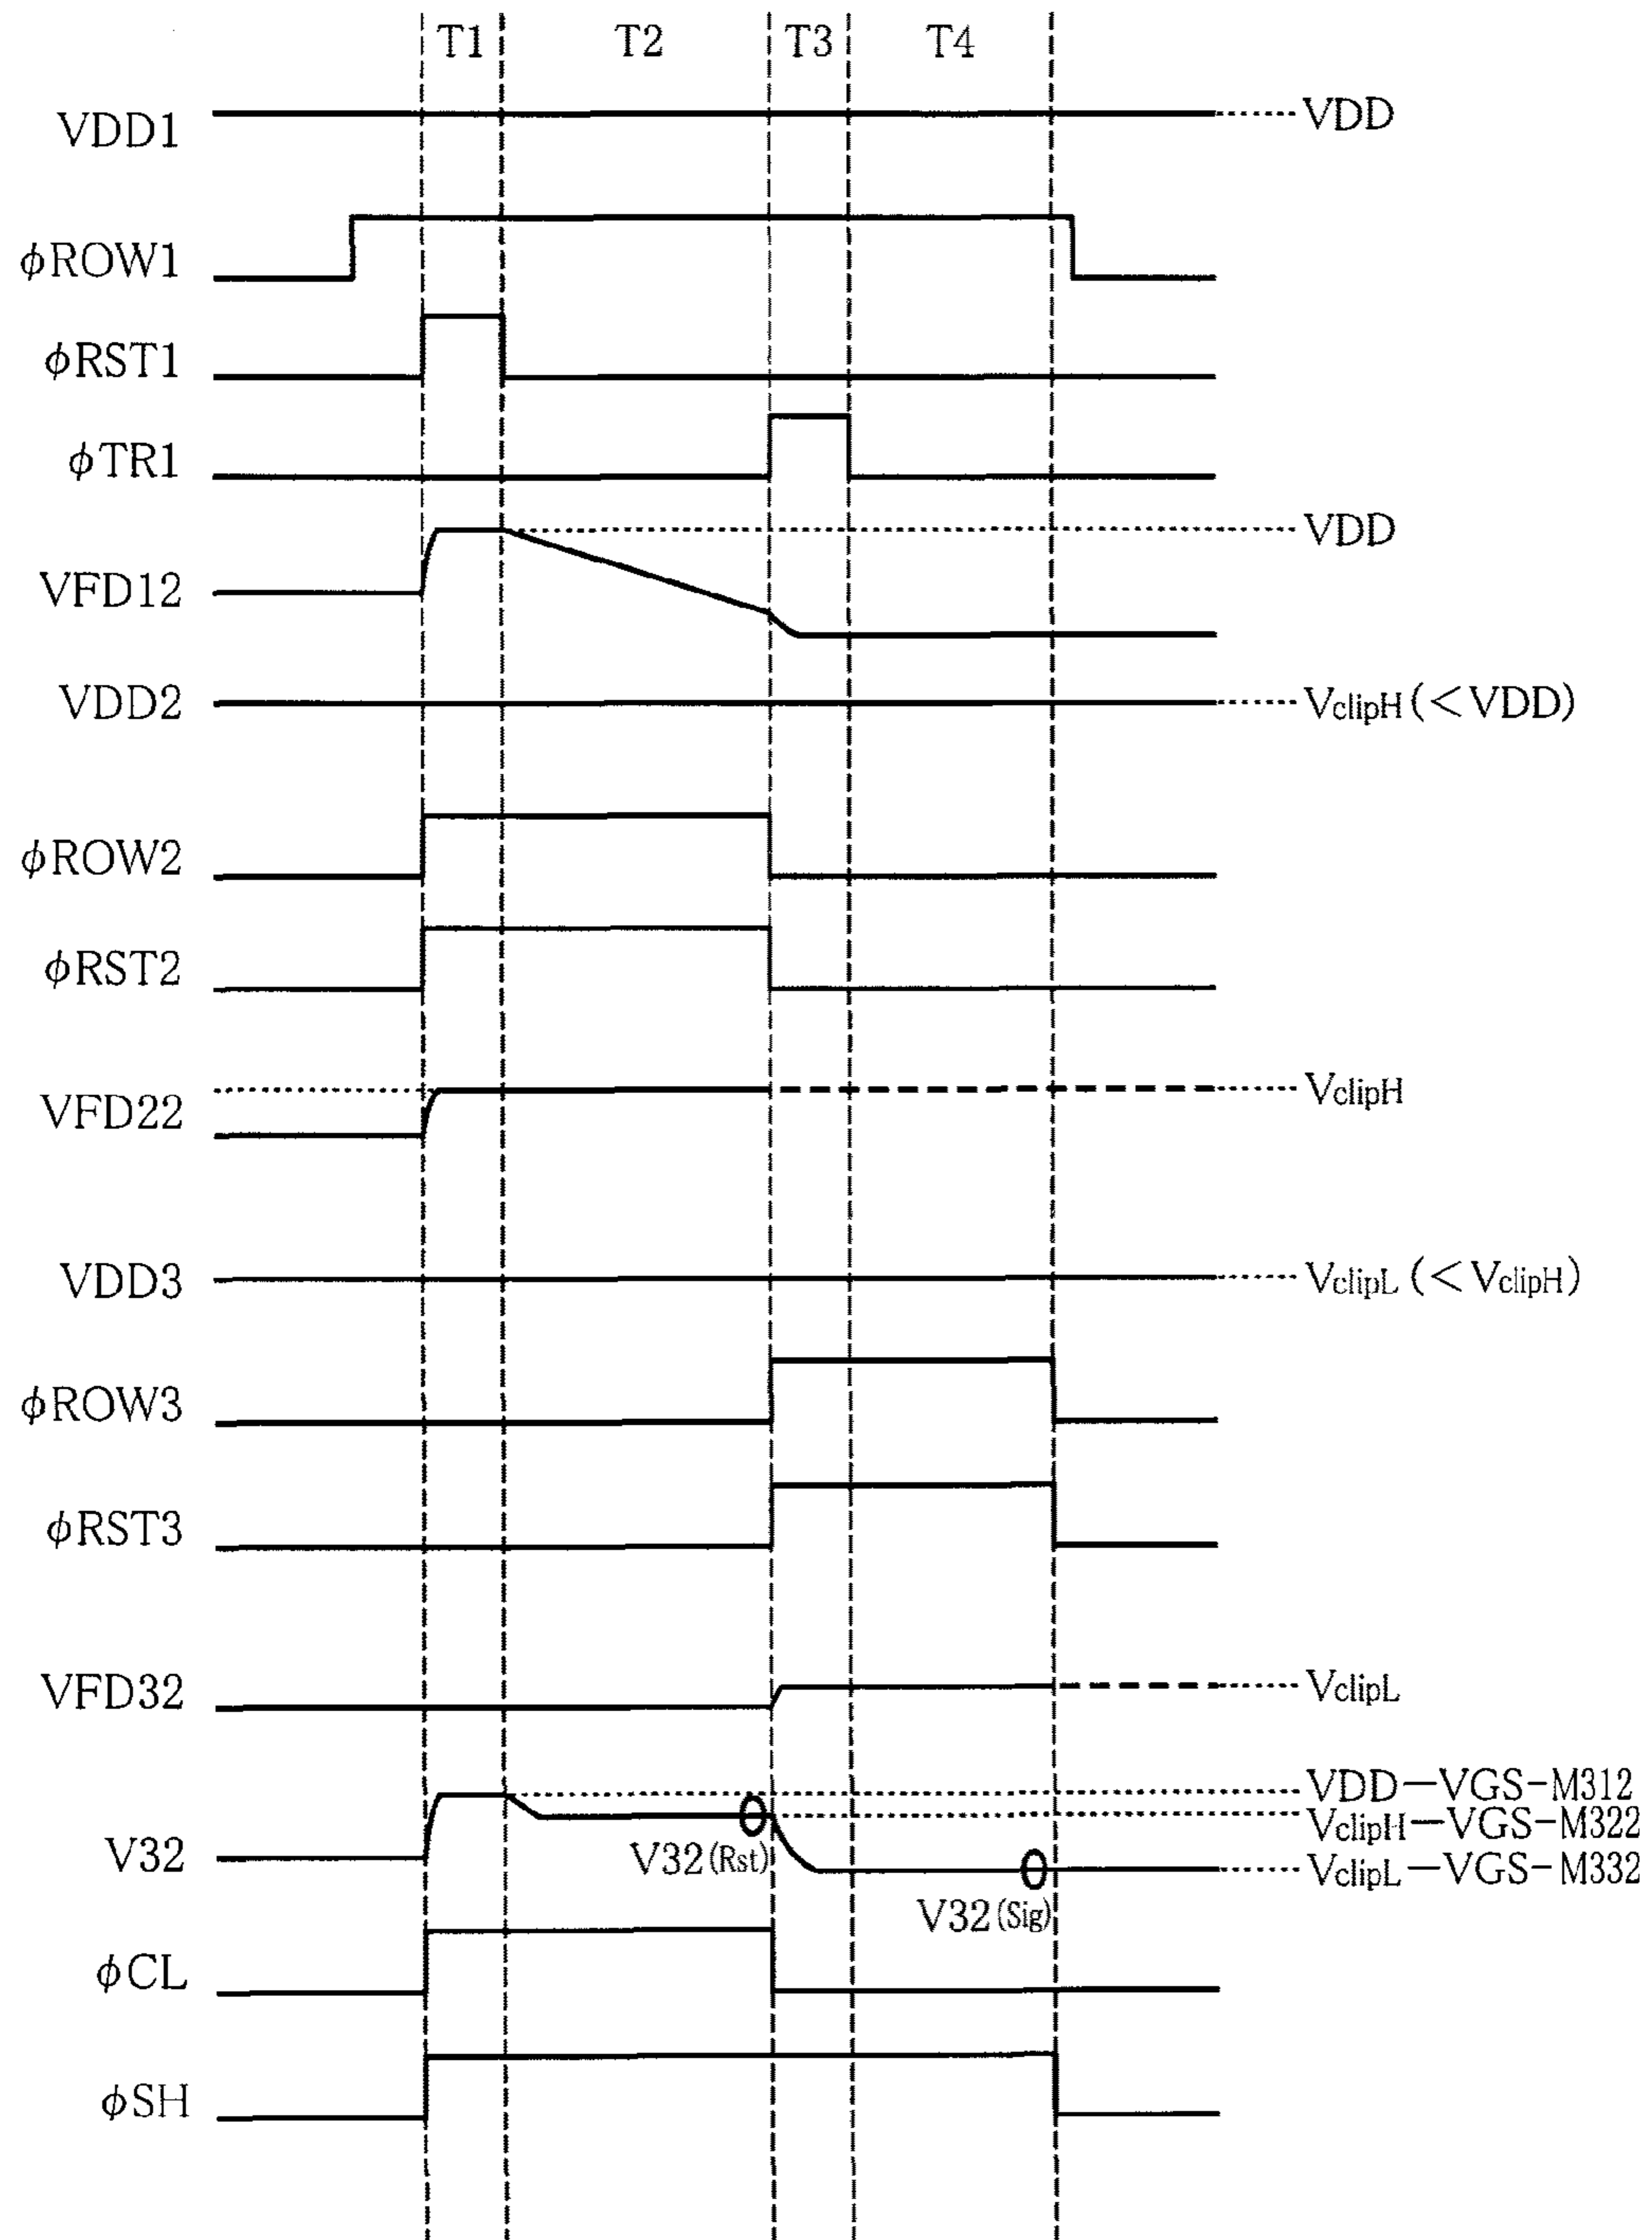 T1 T2 T3 T4
VDD1 VDD
φROW1
φRST1
φTR1
VDD
VFD12
VDD2 VclipH(<VDD)
φROW2
φRST2
VFD22 VclipH
VDD3 VclipL(<VclipH)
φROW3
φRST3
VFD32 VclipL
VDD-VGS-M312
VclipH-VGS-M322
V32 V32(Rst) VclipL-VGS-M332
V32(Sig)
φCL
φSH